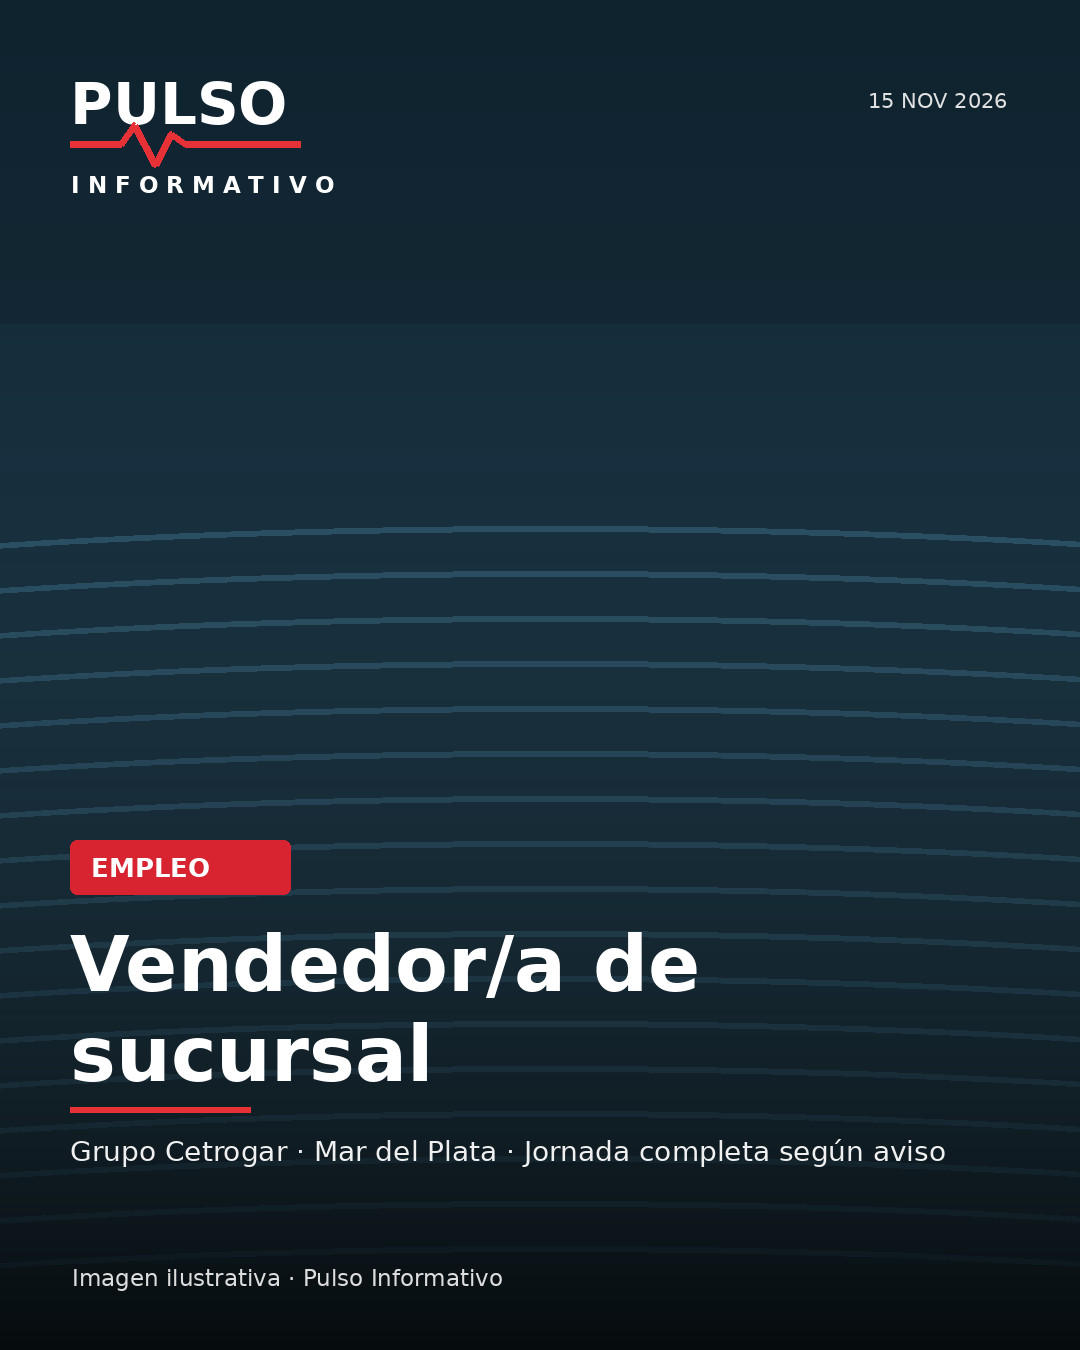 PULSO
INFORMATIVO
15 NOV 2026
EMPLEO
Vendedor/a de
sucursal
Grupo Cetrogar · Mar del Plata · Jornada completa según aviso
Imagen ilustrativa · Pulso Informativo